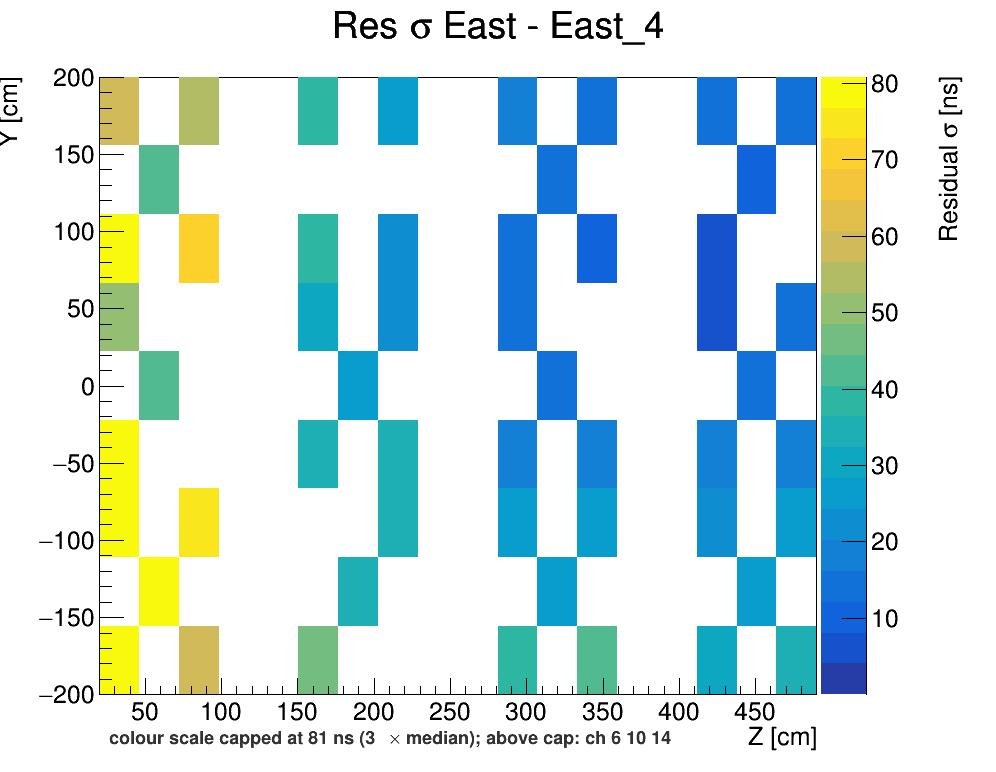 Res σ East - East_4
Y [cm]
200
150
100
50
0
−50
−100
−150
−200
50 100 150 200 250 300 350 400 450
Z [cm]
colour scale capped at 81 ns (3 × median); above cap: ch 6 10 14
80
70
60
50
40
30
20
10
Residual σ [ns]